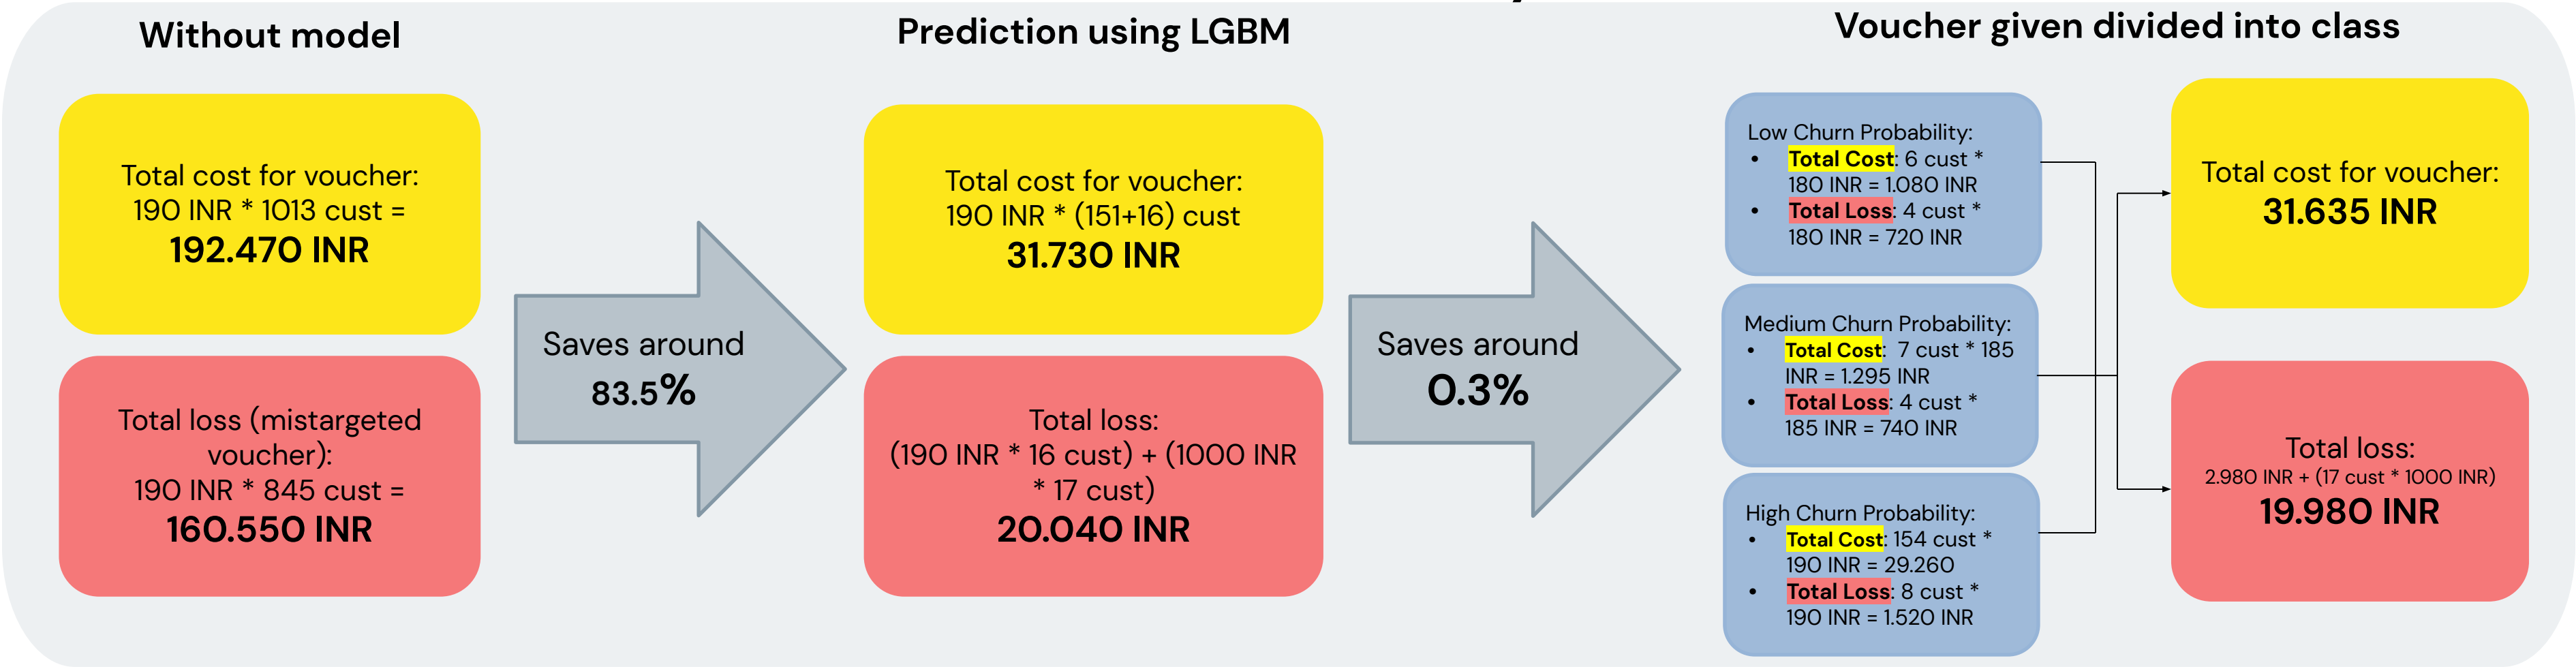 Without model
Total cost for voucher:
190 INR * 1013 cust =
192.470 INR
Total loss (mistargeted
voucher):
190 INR * 845 cust =
160.550 INR
Saves around
83.5%
Prediction using LGBM
Total cost for voucher:
190 INR * (151+16) cust
31.730 INR
Total loss:
(190 INR * 16 cust) + (1000 INR
* 17 cust)
20.040 INR
Saves around
0.3%
Voucher given divided into class
Low Churn Probability:
• Total Cost: 6 cust *
180 INR = 1.080 INR
• Total Loss: 4 cust *
180 INR = 720 INR
Medium Churn Probability:
• Total Cost: 7 cust * 185
INR = 1.295 INR
• Total Loss: 4 cust *
185 INR = 740 INR
High Churn Probability:
• Total Cost: 154 cust *
190 INR = 29.260
• Total Loss: 8 cust *
190 INR = 1.520 INR
Total cost for voucher:
31.635 INR
Total loss:
2.980 INR + (17 cust * 1000 INR)
19.980 INR